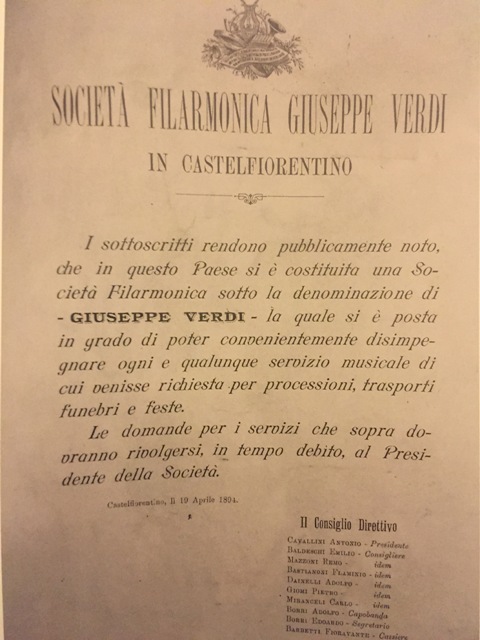 SOCIETÀ FILARMONICA GIUSEPPE VERDI
IN CASTELFIORENTINO
I sottoscritti rendono pubblicamente noto,
che in questo Paese si è costituita una So-
cietà Filarmonica sotto la denominazione di
- GIUSEPPE VERDI - la quale si è posta
in grado di poter convenientemente disimpe-
gnare ogni e qualunque servizio musicale di
cui venisse richiesta per processioni, trasporti
funebri e feste.
Le domande per i servizi che sopra do-
vranno rivolgersi, in tempo debito, al Presi-
dente della Società.
Castelfiorentino, li 19 Aprile 1894.
Il Consiglio Direttivo
CAVALLINI ANTONIO - Presidente
BALDESCHI EMILIO - Consigliere
MAZZONI REMO - idem
BASTIANONI FLAMINIO - idem
DAINELLI ADOLFO - idem
GIOMI PIETRO - idem
MIRANCELI CARLO - idem
BORRI ADOLFO - Capobanda
BORRI EDOARDO - Segretario
BARBETTI FIORAVANTE - Cassiere